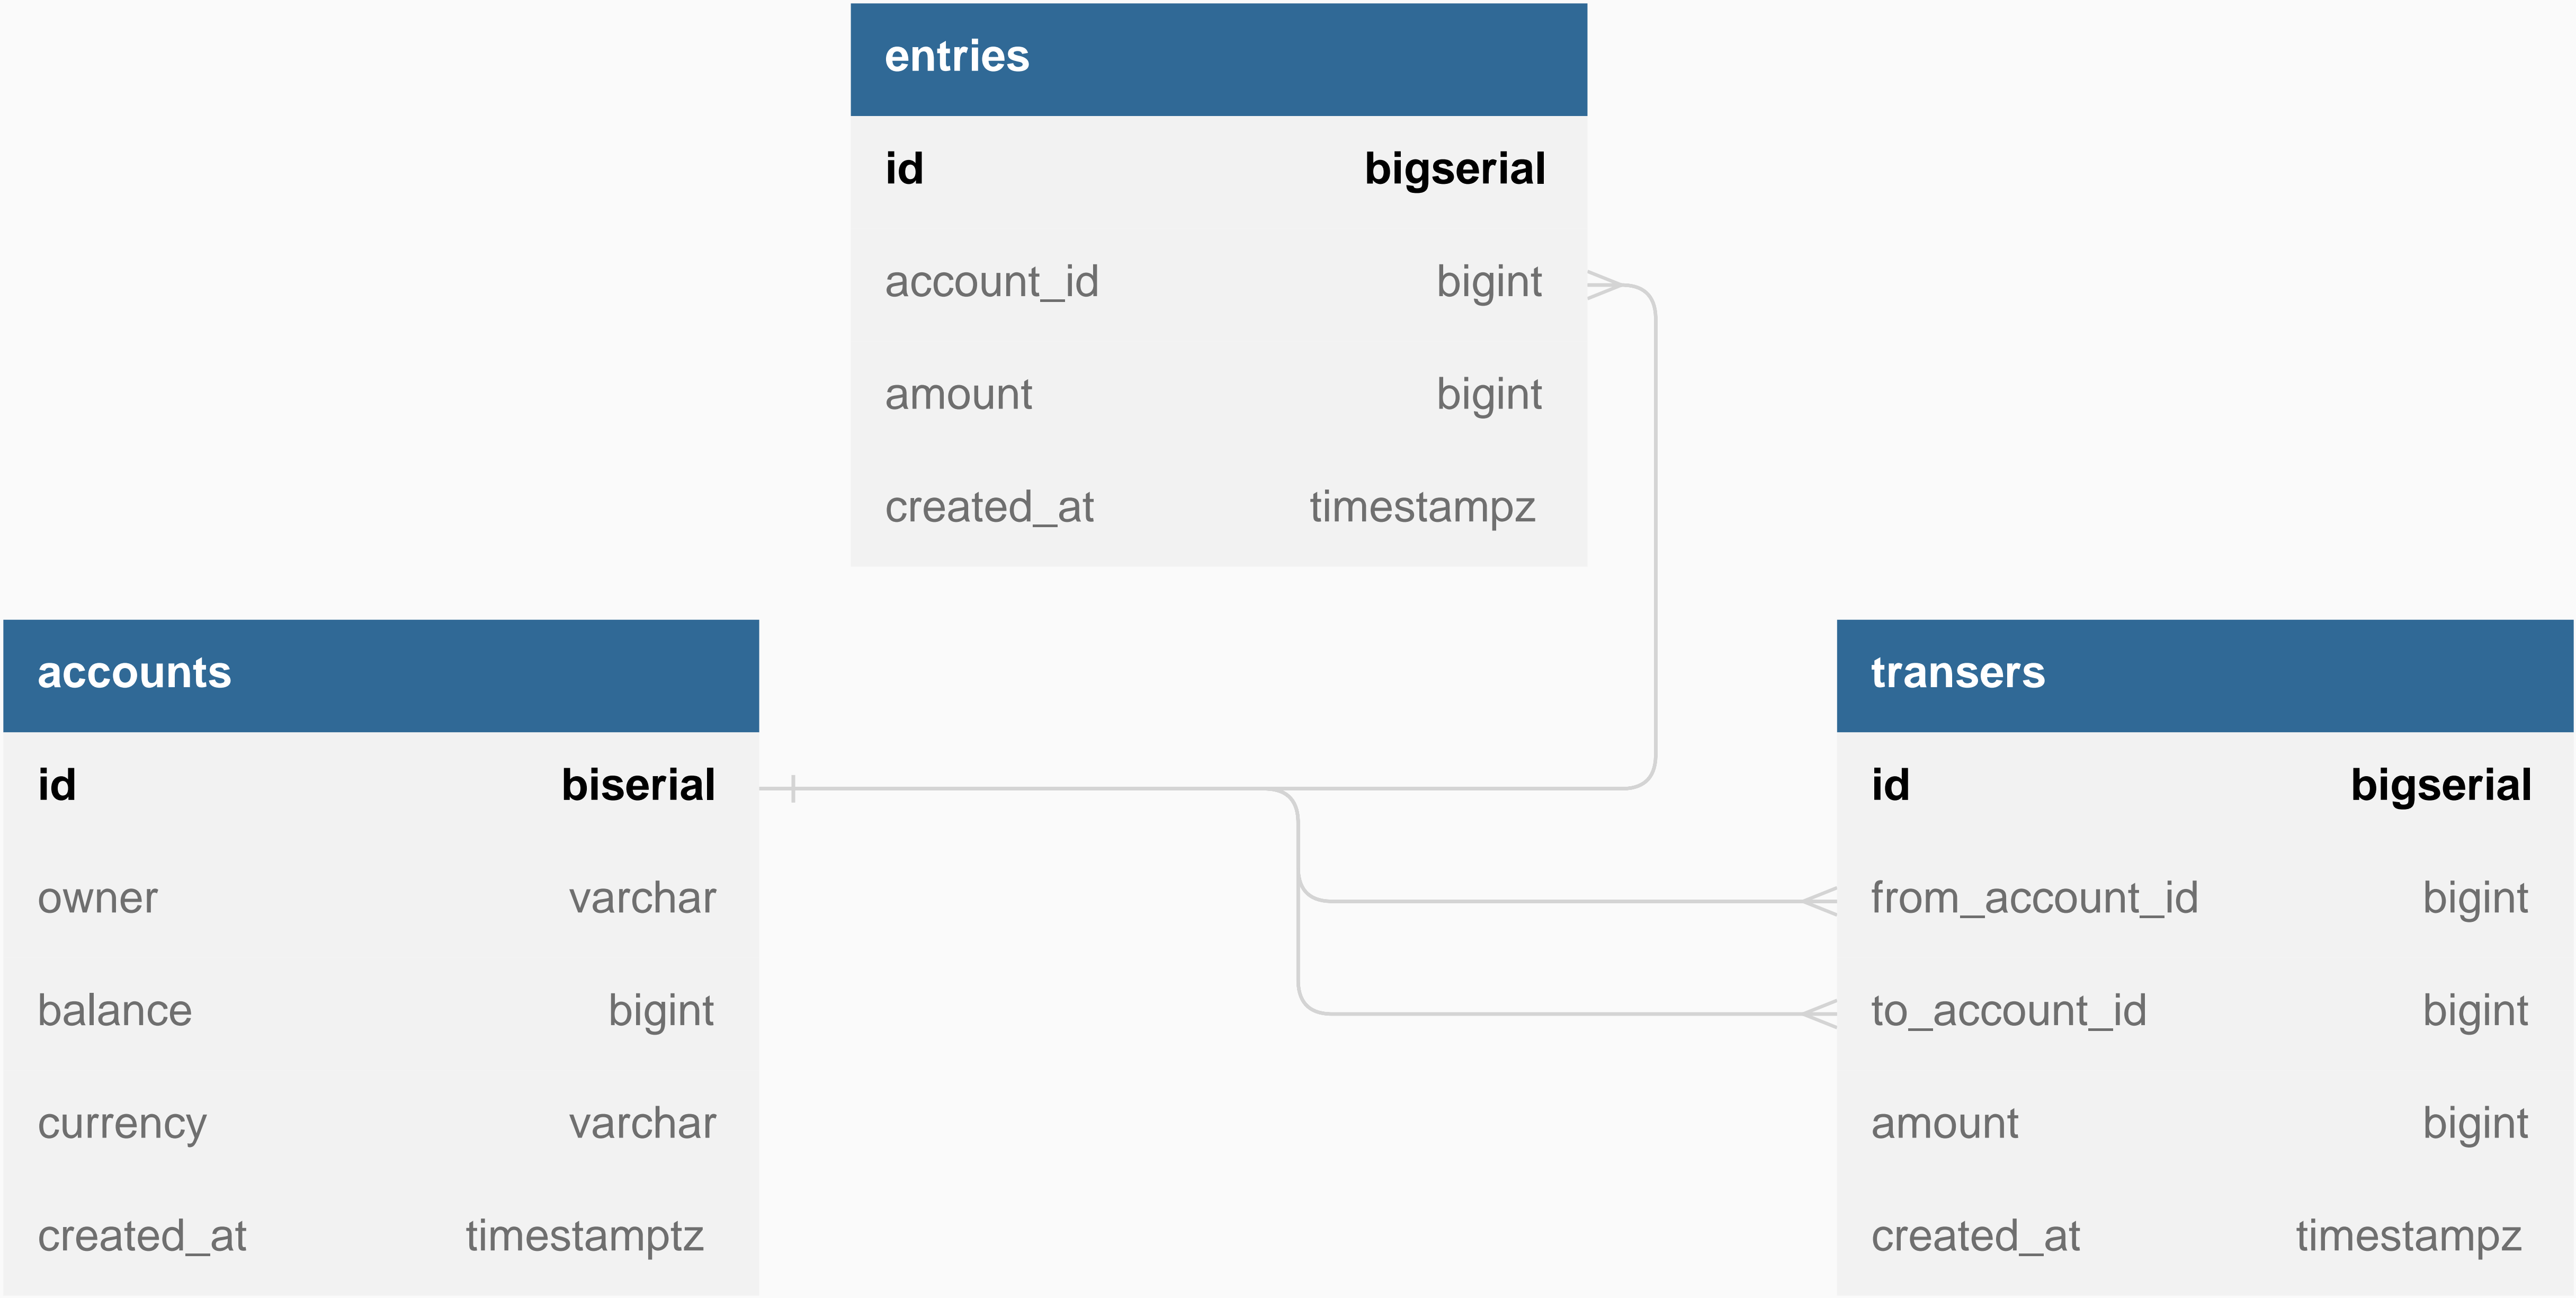 entries
id bigserial
account_id bigint
amount bigint
created_at timestampz
accounts
id biserial
owner varchar
balance bigint
currency varchar
created_at timestamptz
transers
id bigserial
from_account_id bigint
to_account_id bigint
amount bigint
created_at timestampz